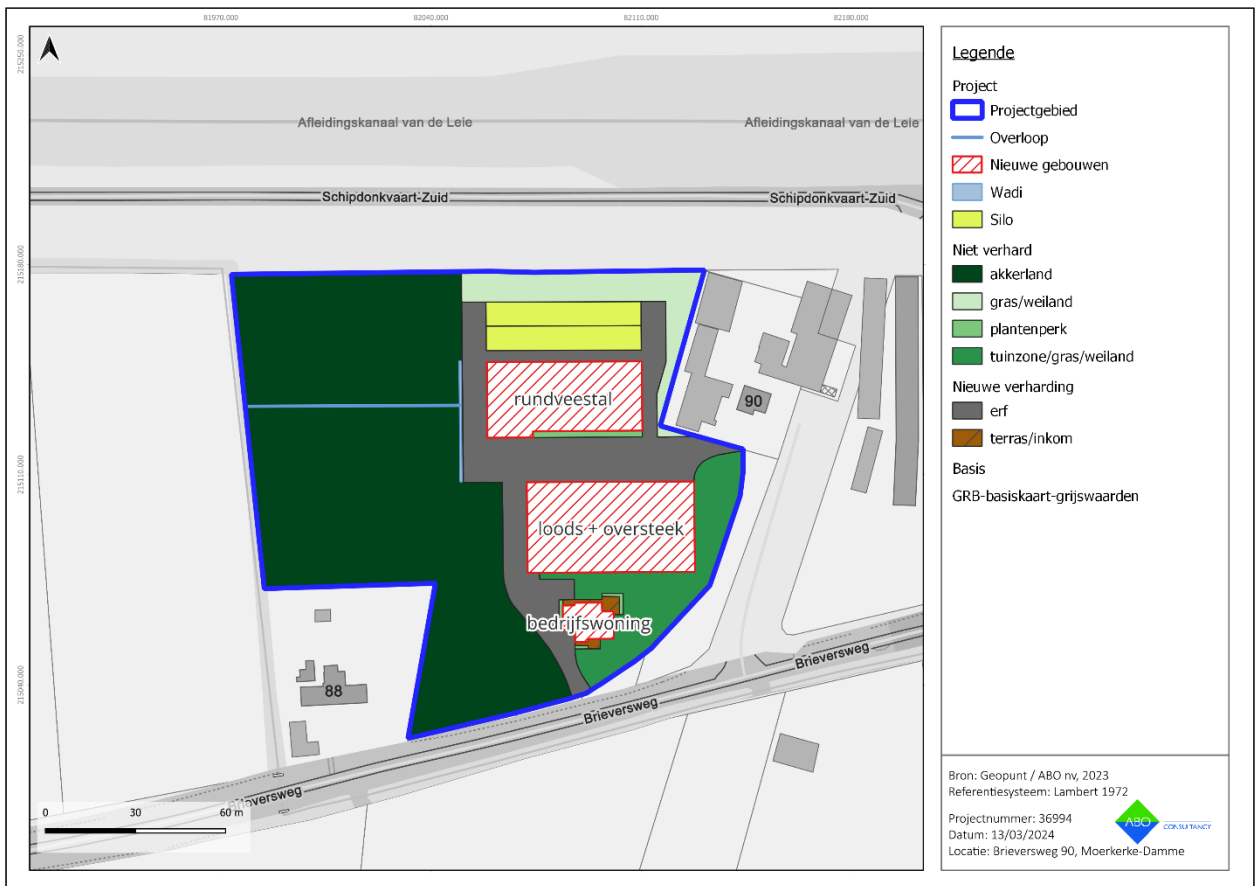 81970.000 82040.000 82110.000 82180.000
215250.000
215180.000
215110.000
215040.000
Afleidingskanaal van de Leie
Afleidingskanaal van de Leie
Schipdonkvaart-Zuid
Schipdonkvaart-Zuid
rundveestal
90
loods + oversteek
bedrijfswoning
88
Brieversweg
Brieversweg
Brieversweg
0 30 60 m
Legende
Project
Projectgebied
Overloop
Nieuwe gebouwen
Wadi
Silo
Niet verhard
akkerland
gras/weiland
plantenperk
tuinzone/gras/weiland
Nieuwe verharding
erf
terras/inkom
Basis
GRB-basiskaart-grijswaarden
Bron: Geopunt / ABO nv, 2023
Referentiesysteem: Lambert 1972
Projectnummer: 36994
Datum: 13/03/2024
Locatie: Brieversweg 90, Moerkerke-Damme
ABO CONSULTANCY